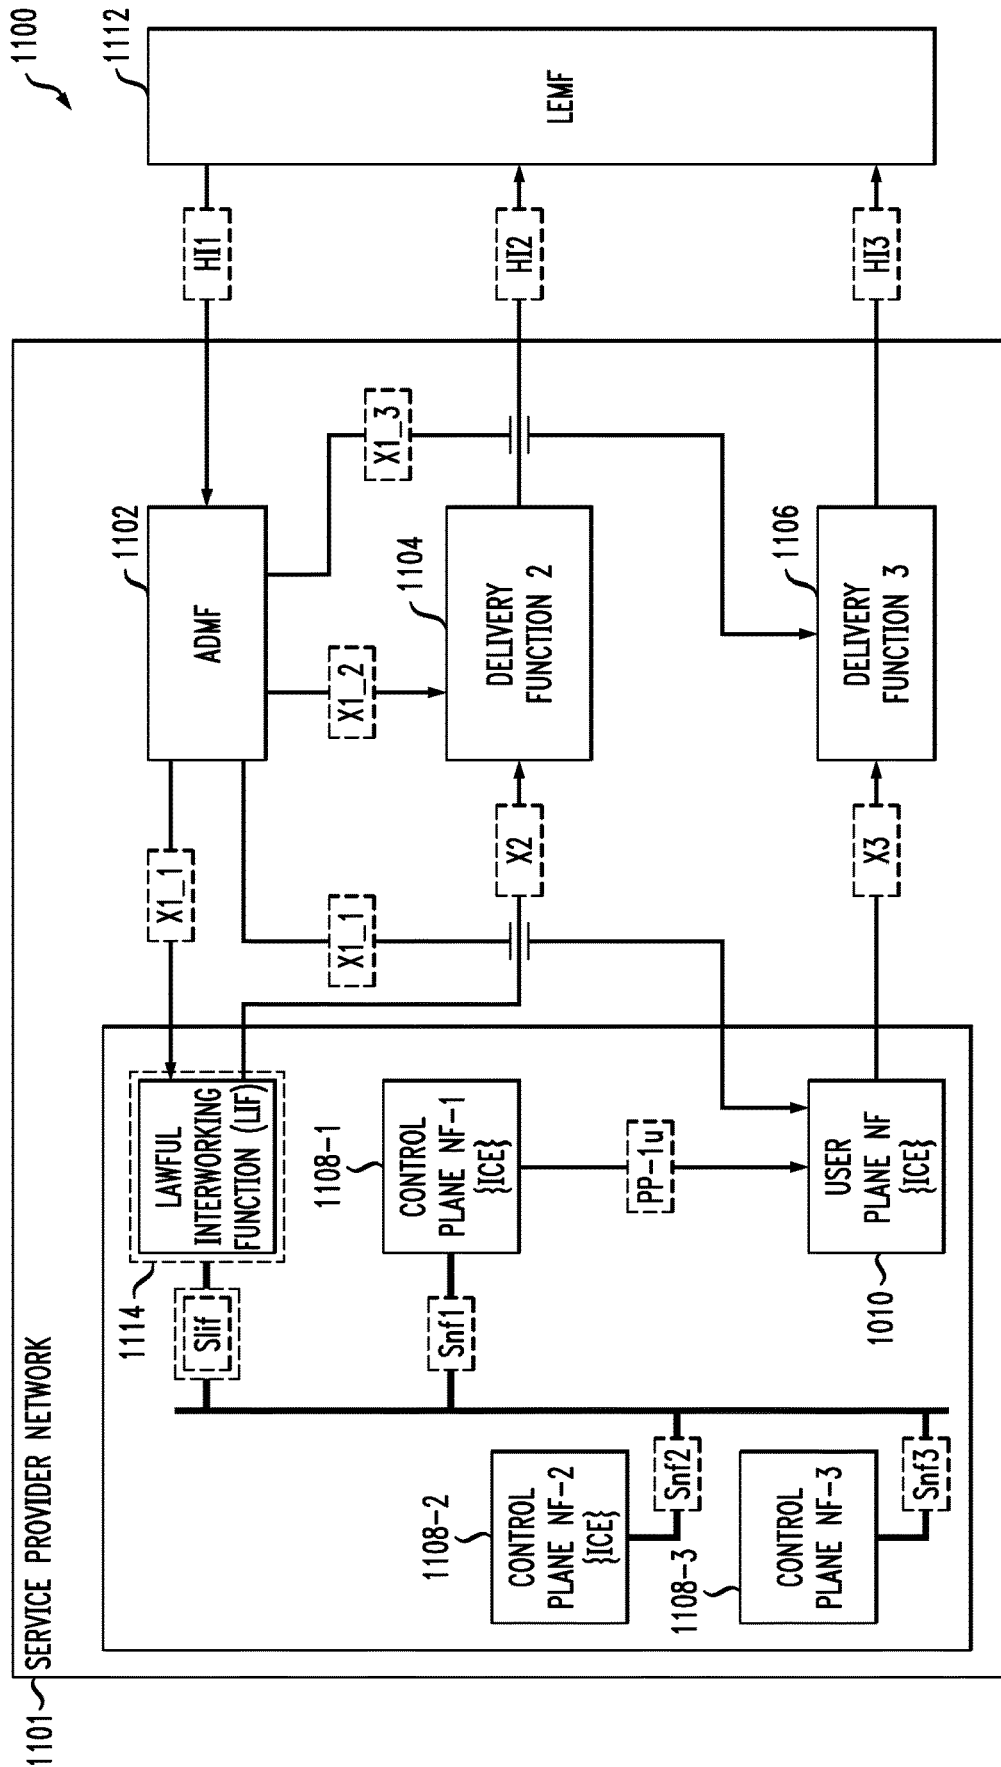 1100
1101
SERVICE PROVIDER NETWORK
1112
LEMF
HI1
HI2
HI3
1102
ADMF
X1_3
X1_2
X1_1
X1_1
1104
DELIVERY
FUNCTION 2
1106
DELIVERY
FUNCTION 3
X2
X3
1114
LAWFUL
INTERWORKING
FUNCTION (LIF)
Slif
1108-1
CONTROL
PLANE NF-1
{ICE}
Snf1
PP-1u
1010
USER
PLANE NF
{ICE}
1108-2
CONTROL
PLANE NF-2
{ICE}
Snf2
1108-3
CONTROL
PLANE NF-3
Snf3